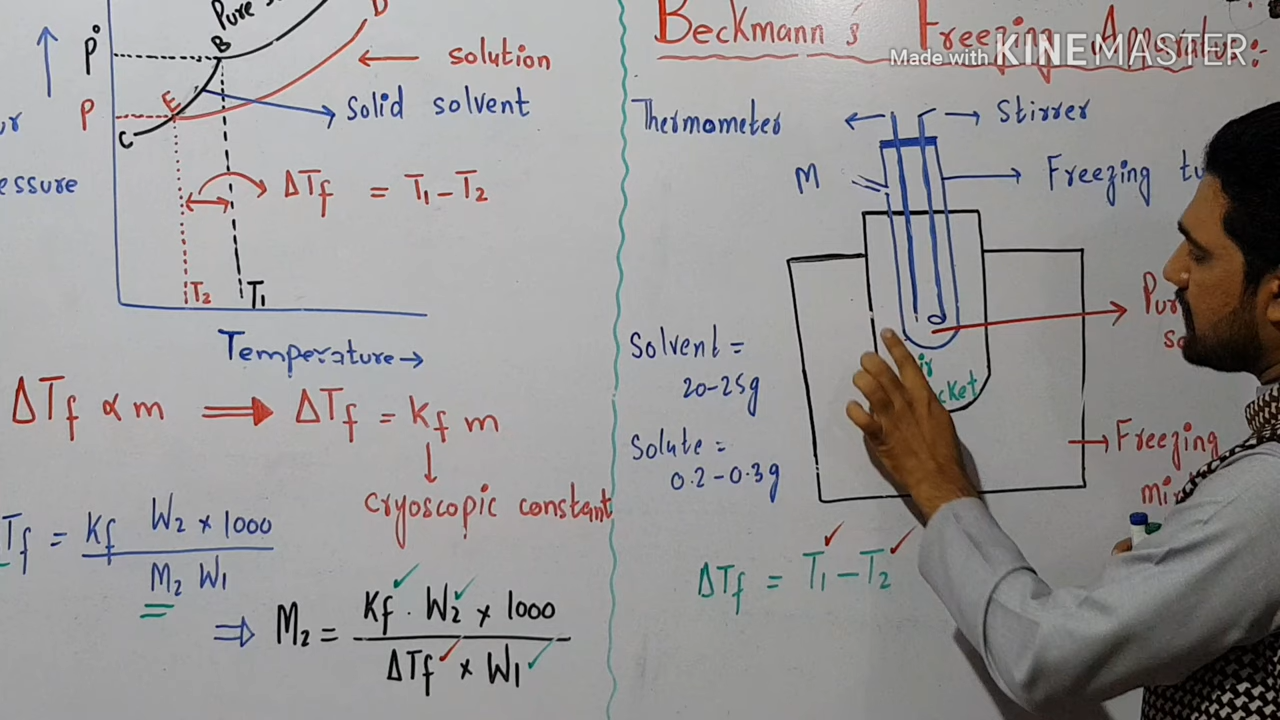 Pure
B
D
P°
solution
E
P
Solid solvent
C
ΔTf = T1 - T2
T2
T1
Temperature →
ΔTf ∝ m ⟹ ΔTf = Kf m
cryoscopic constant
Tf = Kf W2 × 1000
M2 W1
⇒ M2 = Kf . W2 × 1000
ΔTf × W1
Beckmann's Freezing
Made with KINEMASTER
Thermometer
Stirrer
M
Freezing
Solvent =
20-25g
Solute =
0.2-0.3g
Freezing
ΔTf = T1 - T2